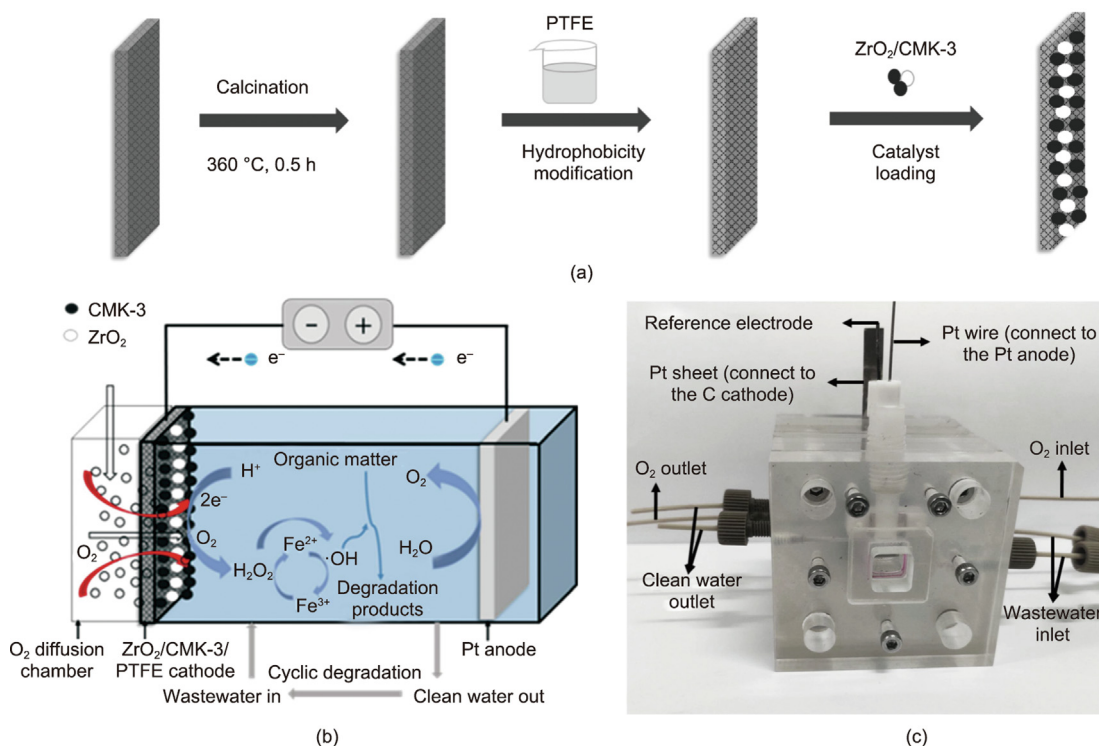 PTFE
ZrO₂/CMK-3
Calcination
360 °C, 0.5 h
Hydrophobicity
modification
Catalyst
loading
(a)
CMK-3
ZrO₂
−
+
e⁻
e⁻
H⁺
Organic matter
O₂
2e⁻
O₂
O₂
Fe²⁺
·OH
H₂O
H₂O₂
Fe³⁺
Degradation
products
O₂ diffusion
chamber
ZrO₂/CMK-3/
PTFE cathode
Pt anode
Cyclic degradation
Wastewater in
Clean water out
(b)
Reference electrode
Pt wire (connect to
the Pt anode)
Pt sheet (connect to
the C cathode)
O₂ outlet
O₂ inlet
Clean water
outlet
Wastewater
inlet
(c)